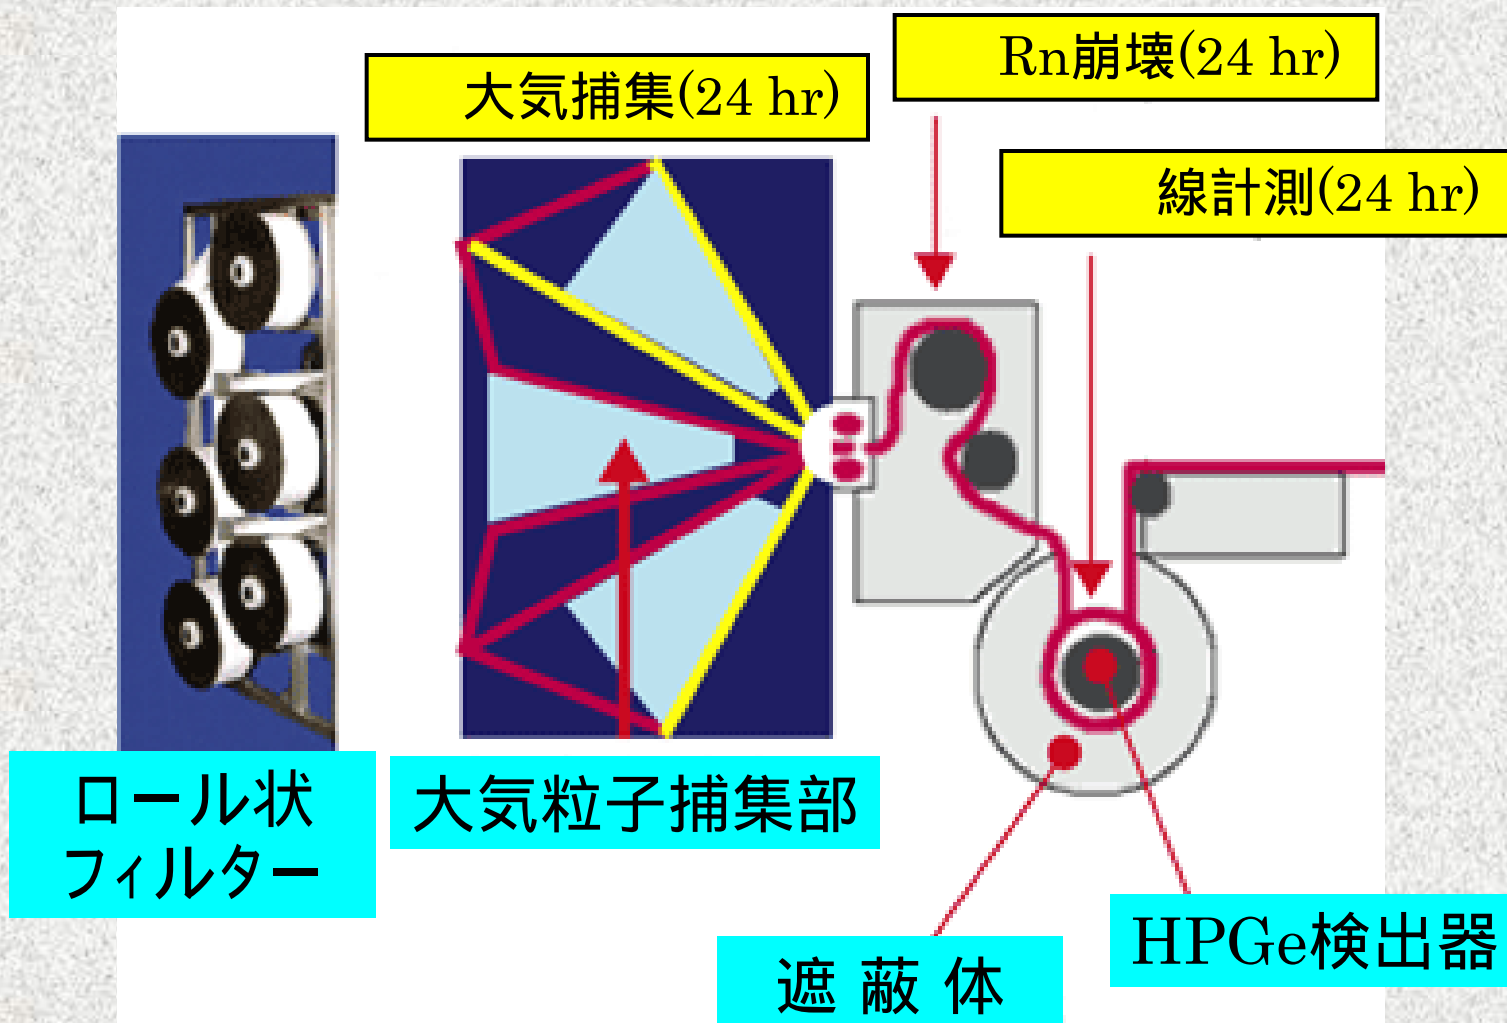 大気捕集(24 hr)
Rn崩壊(24 hr)
線計測(24 hr)
ロール状
フィルター
大気粒子捕集部
遮 蔽 体
HPGe検出器